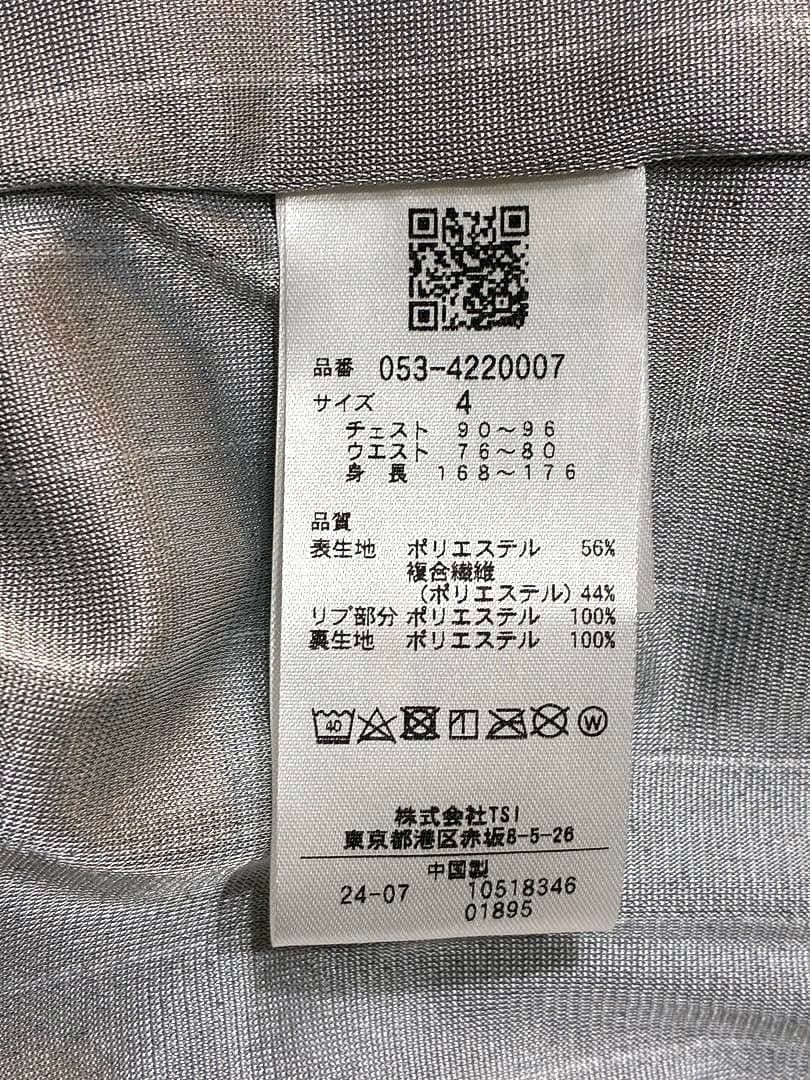 品番 053-4220007
サイズ 4
チェスト 90～96
ウエスト 76～80
身長 168～176
品質
表生地 ポリエステル 56%
複合繊維
(ポリエステル) 44%
リブ部分 ポリエステル 100%
裏生地 ポリエステル 100%
40 W
株式会社TSI
東京都港区赤坂8-5-26
中国製
24-07 10518346
01895